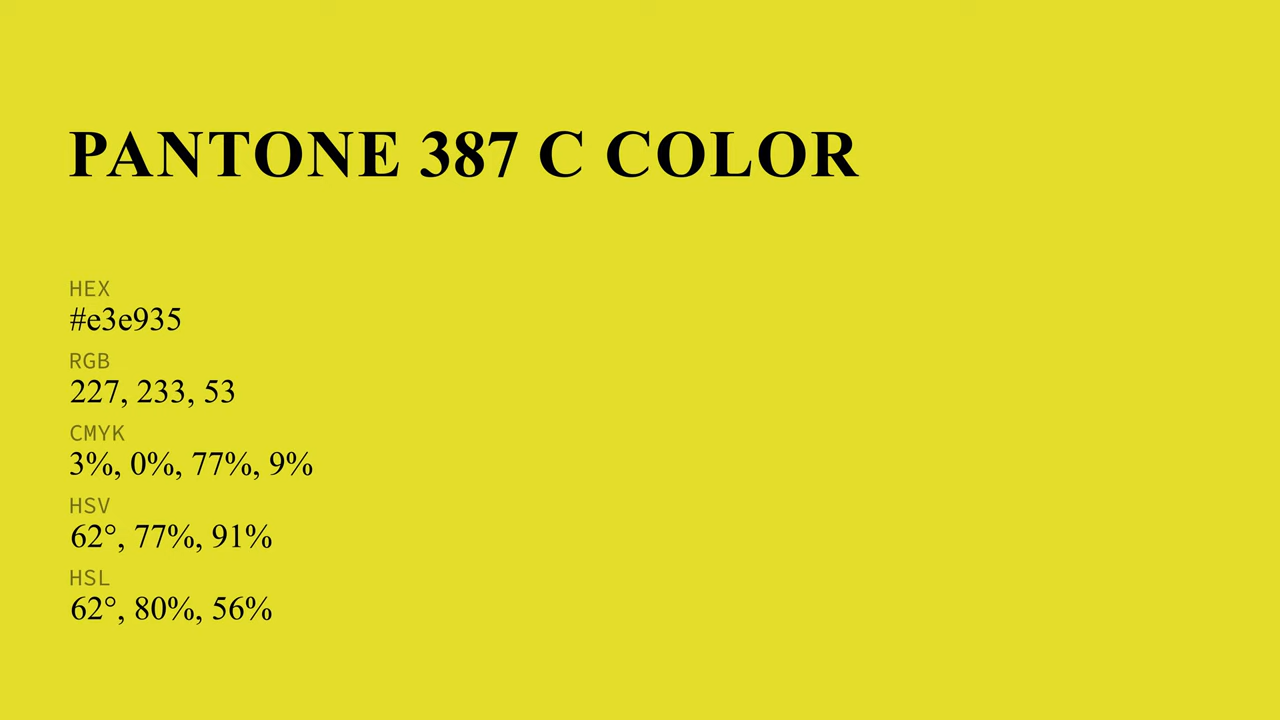 PANTONE 387 C COLOR
HEX
#e3e935
RGB
227, 233, 53
CMYK
3%, 0%, 77%, 9%
HSV
62°, 77%, 91%
HSL
62°, 80%, 56%